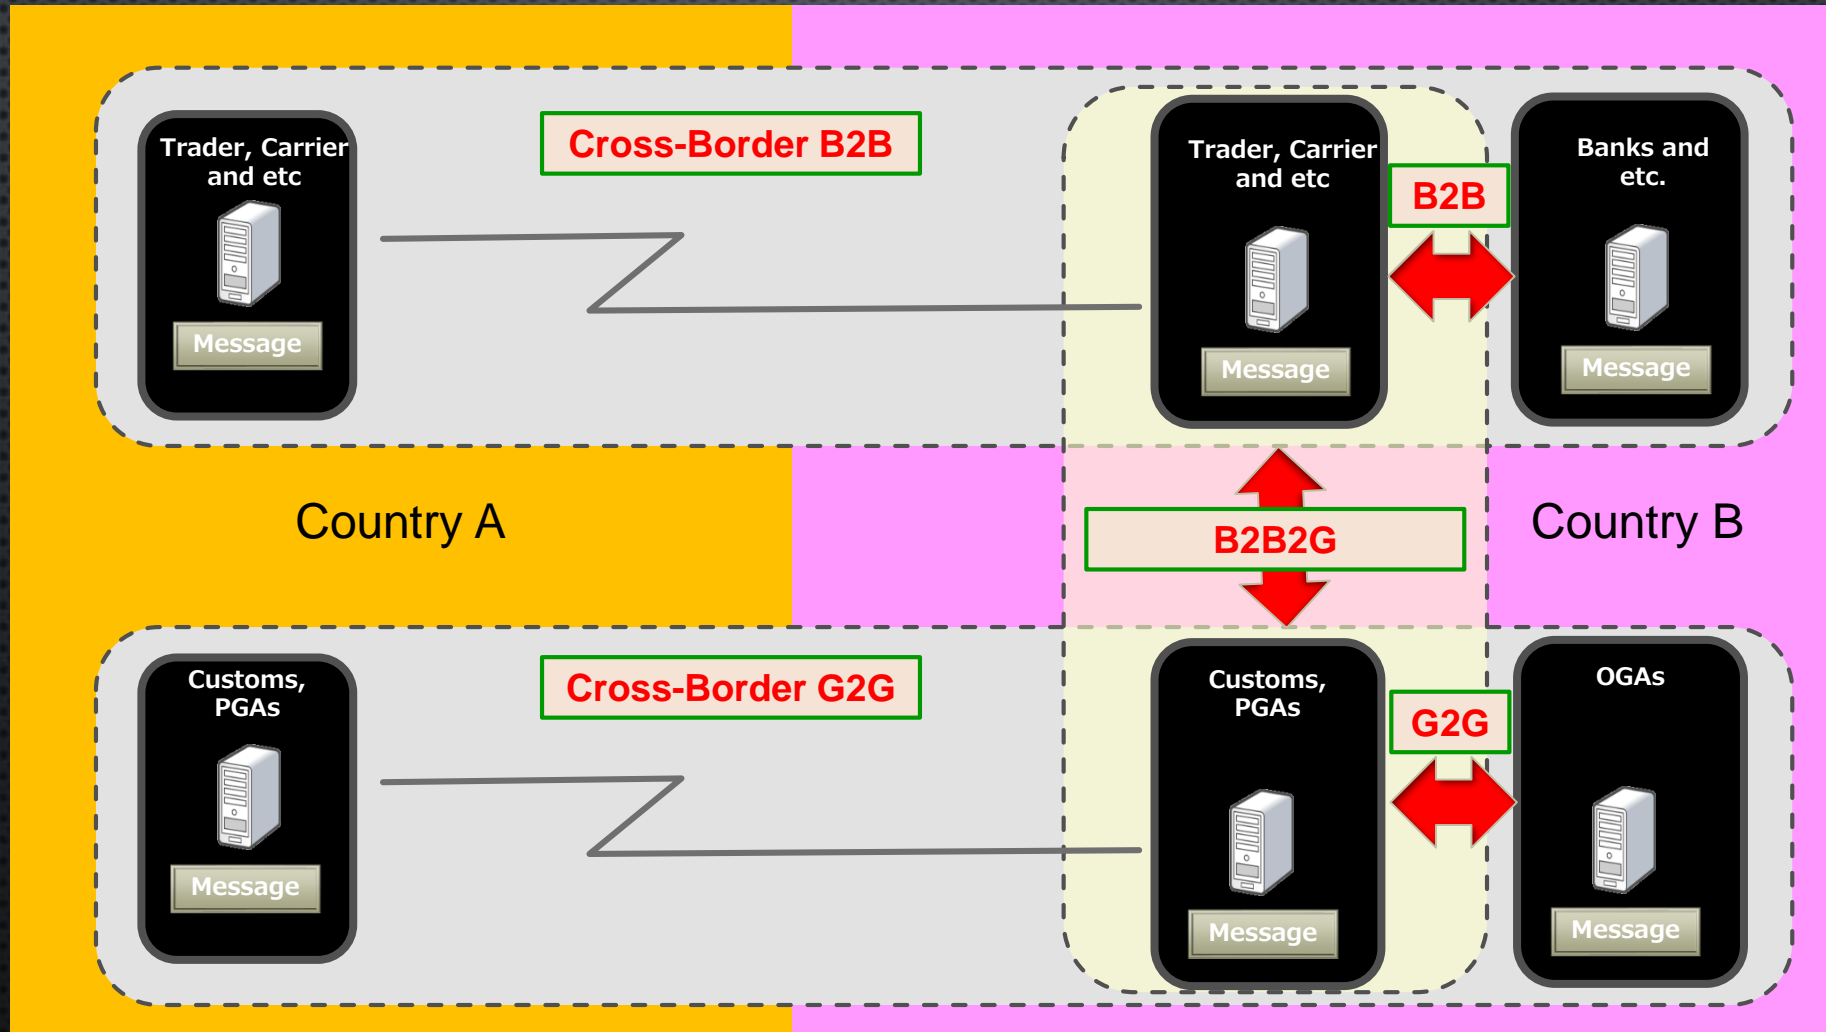 Trader, Carrier
and etc
Message
Cross-Border B2B
Trader, Carrier
and etc
Message
B2B
Banks and
etc.
Message
Country A
B2B2G
Country B
Customs,
PGAs
Message
Cross-Border G2G
Customs,
PGAs
Message
G2G
OGAs
Message